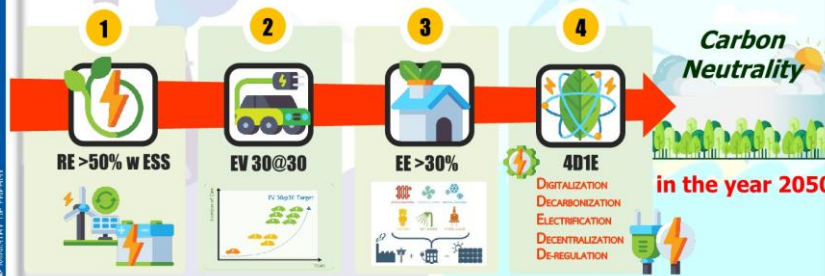 1
2
3
4
RE >50% w ESS
EV 30@30
EE >30%
4D1E
EV 30@30 Target
DIGITALIZATION
DECARBONIZATION
ELECTRIFICATION
DECENTRALIZATION
DE-REGULATION
Carbon
Neutrality
in the year 2050